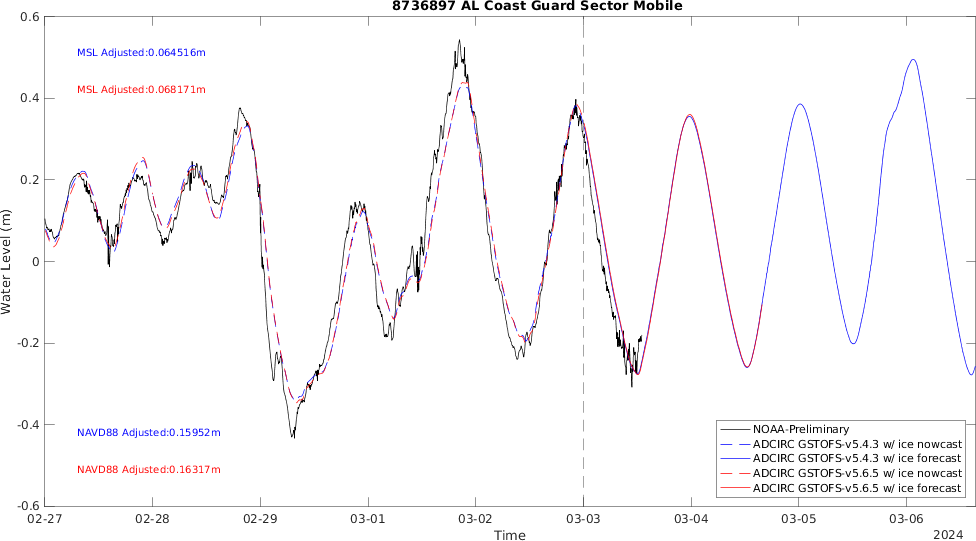 8736897 AL Coast Guard Sector Mobile
0.6
0.4
0.2
0
-0.2
-0.4
-0.6
Water Level (m)
MSL Adjusted:0.064516m
MSL Adjusted:0.068171m
NAVD88 Adjusted:0.15952m
NAVD88 Adjusted:0.16317m
NOAA-Preliminary
ADCIRC GSTOFS-v5.4.3 w/ ice nowcast
ADCIRC GSTOFS-v5.4.3 w/ ice forecast
ADCIRC GSTOFS-v5.6.5 w/ ice nowcast
ADCIRC GSTOFS-v5.6.5 w/ ice forecast
02-27 02-28 02-29 03-01 03-02 03-03 03-04 03-05 03-06
Time
2024